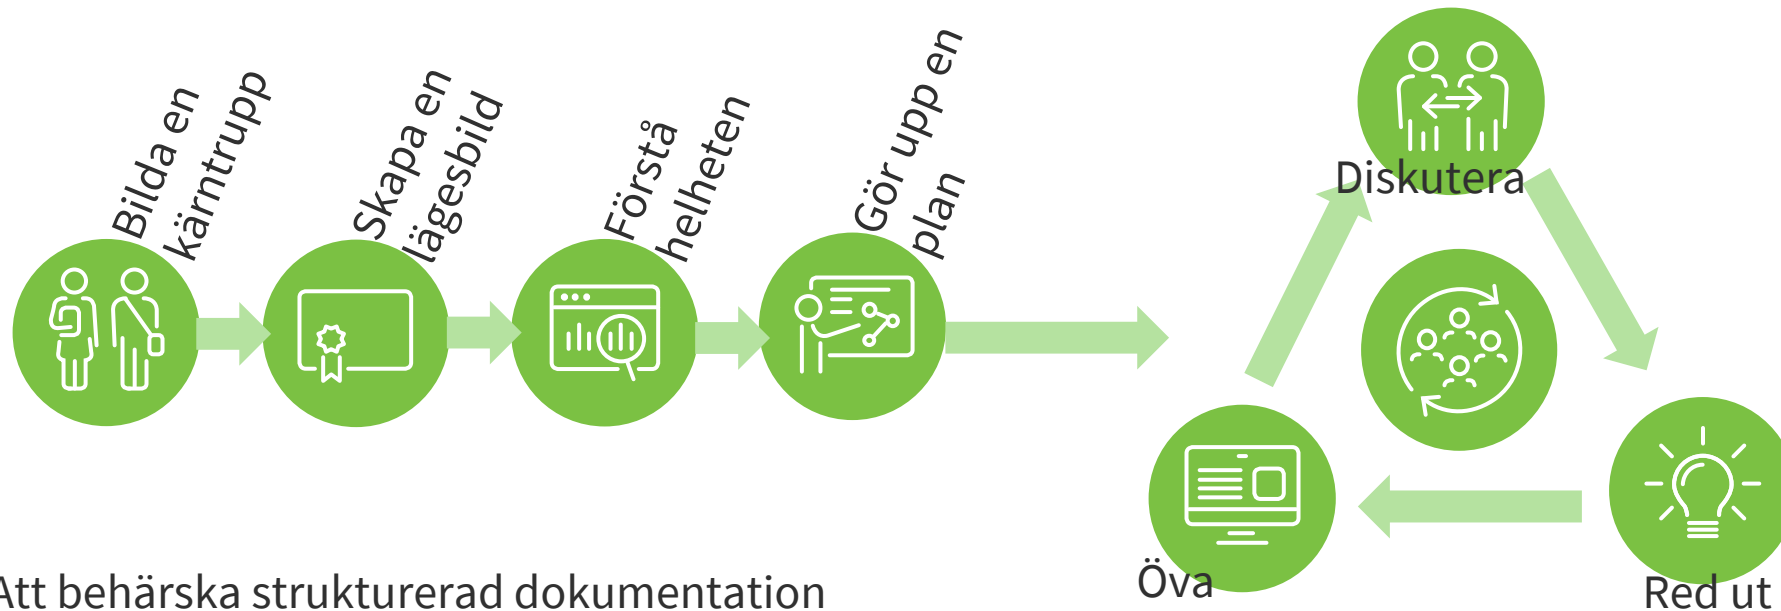 Bilda en
kärntrupp
Skapa en
lägesbild
Förstå
helheten
Gör upp en
plan
Diskutera
Öva
Red ut
Att behärska strukturerad dokumentation